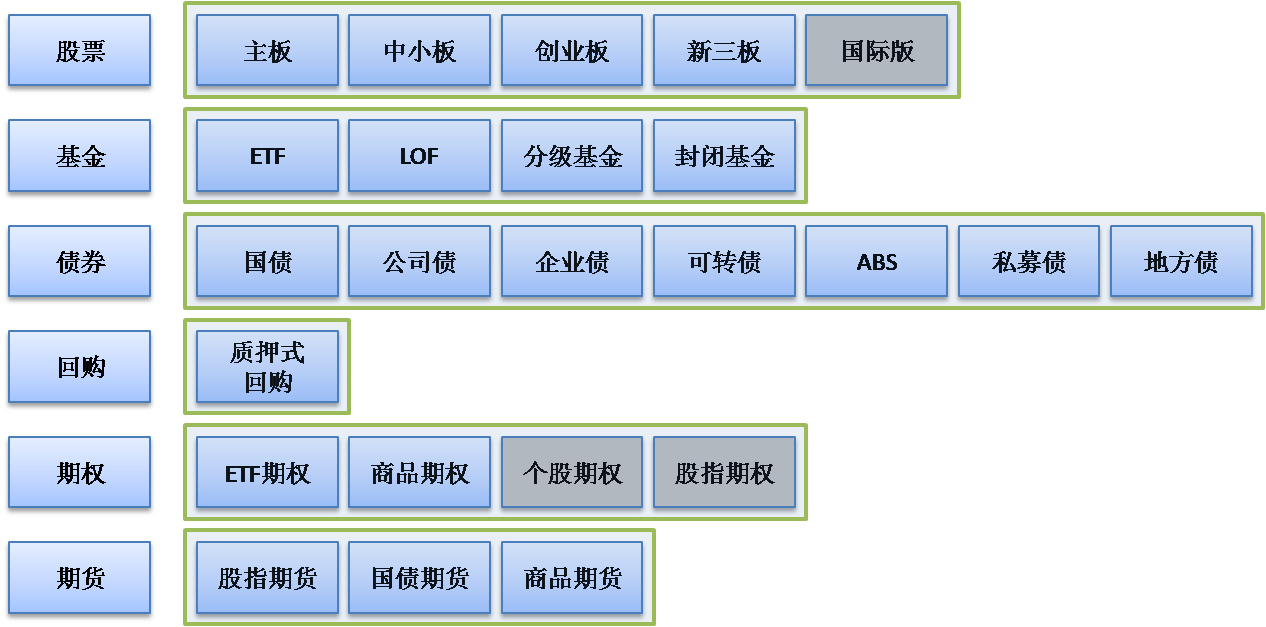 股票
主板
中小板
创业板
新三板
国际版
基金
ETF
LOF
分级基金
封闭基金
债券
国债
公司债
企业债
可转债
ABS
私募债
地方债
回购
质押式
回购
期权
ETF期权
商品期权
个股期权
股指期权
期货
股指期货
国债期货
商品期货